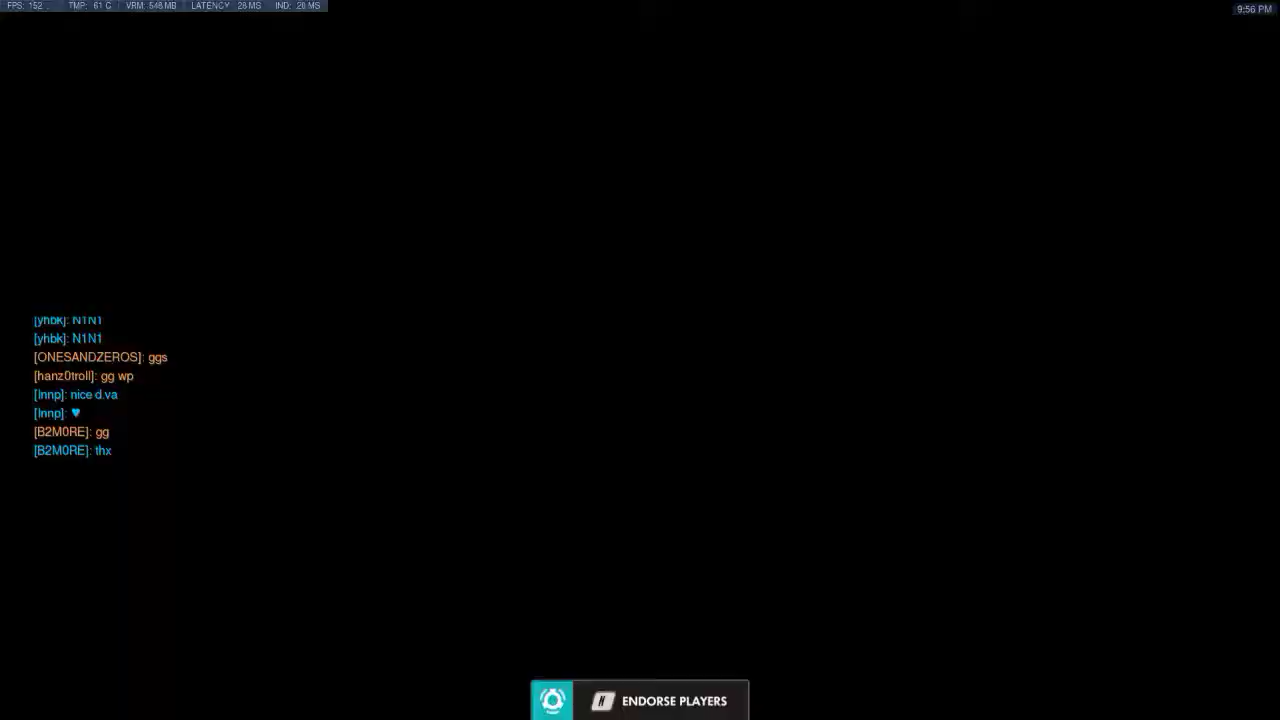 FPS: 152 TMP: 61 C VRM: 546 MB LATENCY 28 MS IND: 26 MS
9:56 PM
[yhbk]: N1N1
[yhbk]: N1N1
[ONESANDZEROS]: ggs
[hanz0troll]: gg wp
[lnnp]: nice d.va
[lnnp]: ♥
[B2M0RE]: gg
[B2M0RE]: thx
N ENDORSE PLAYERS